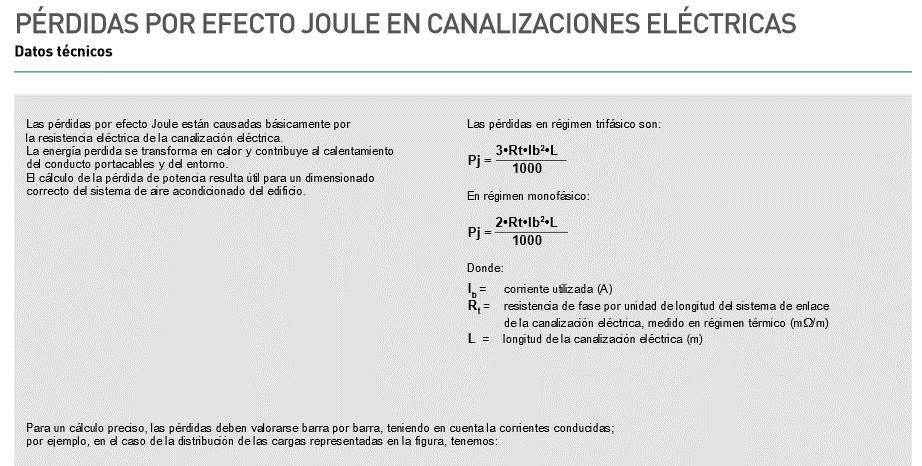 PÉRDIDAS POR EFECTO JOULE EN CANALIZACIONES ELÉCTRICAS
Datos técnicos
Las pérdidas por efecto Joule están causadas básicamente por
la resistencia eléctrica de la canalización eléctrica.
La energía perdida se transforma en calor y contribuye al calentamiento
del conducto portacables y del entorno.
El cálculo de la pérdida de potencia resulta útil para un dimensionado
correcto del sistema de aire acondicionado del edificio.
Las pérdidas en régimen trifásico son:
Pj = 3•Rt•Ib²•L
1000
En régimen monofásico:
Pj = 2•Rt•Ib²•L
1000
Donde:
Ib = corriente utilizada (A)
Rt = resistencia de fase por unidad de longitud del sistema de enlace
de la canalización eléctrica, medido en régimen térmico (mΩ/m)
L = longitud de la canalización eléctrica (m)
Para un cálculo preciso, las pérdidas deben valorarse barra por barra, teniendo en cuenta la corrientes conducidas;
por ejemplo, en el caso de la distribución de las cargas representadas en la figura, tenemos: